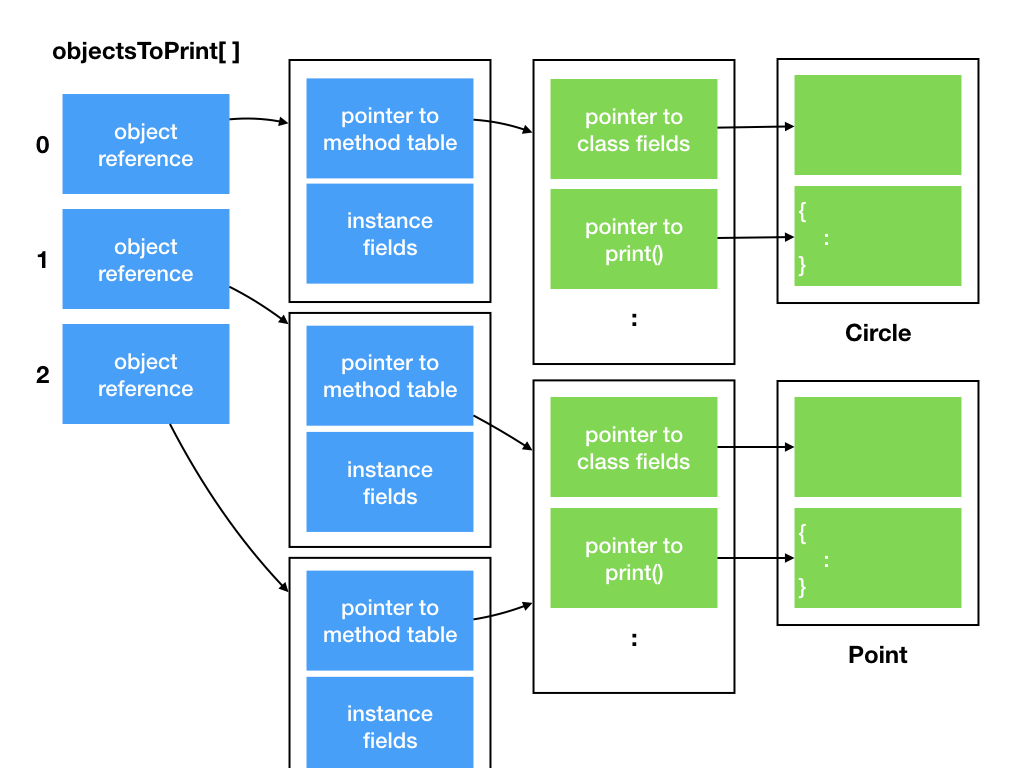 objectsToPrint[ ]
0
object
reference
1
object
reference
2
object
reference
pointer to
method table
instance
fields
pointer to
method table
instance
fields
pointer to
method table
instance
fields
pointer to
class fields
pointer to
print()
:
pointer to
class fields
pointer to
print()
:
{
:
}
Circle
{
:
}
Point